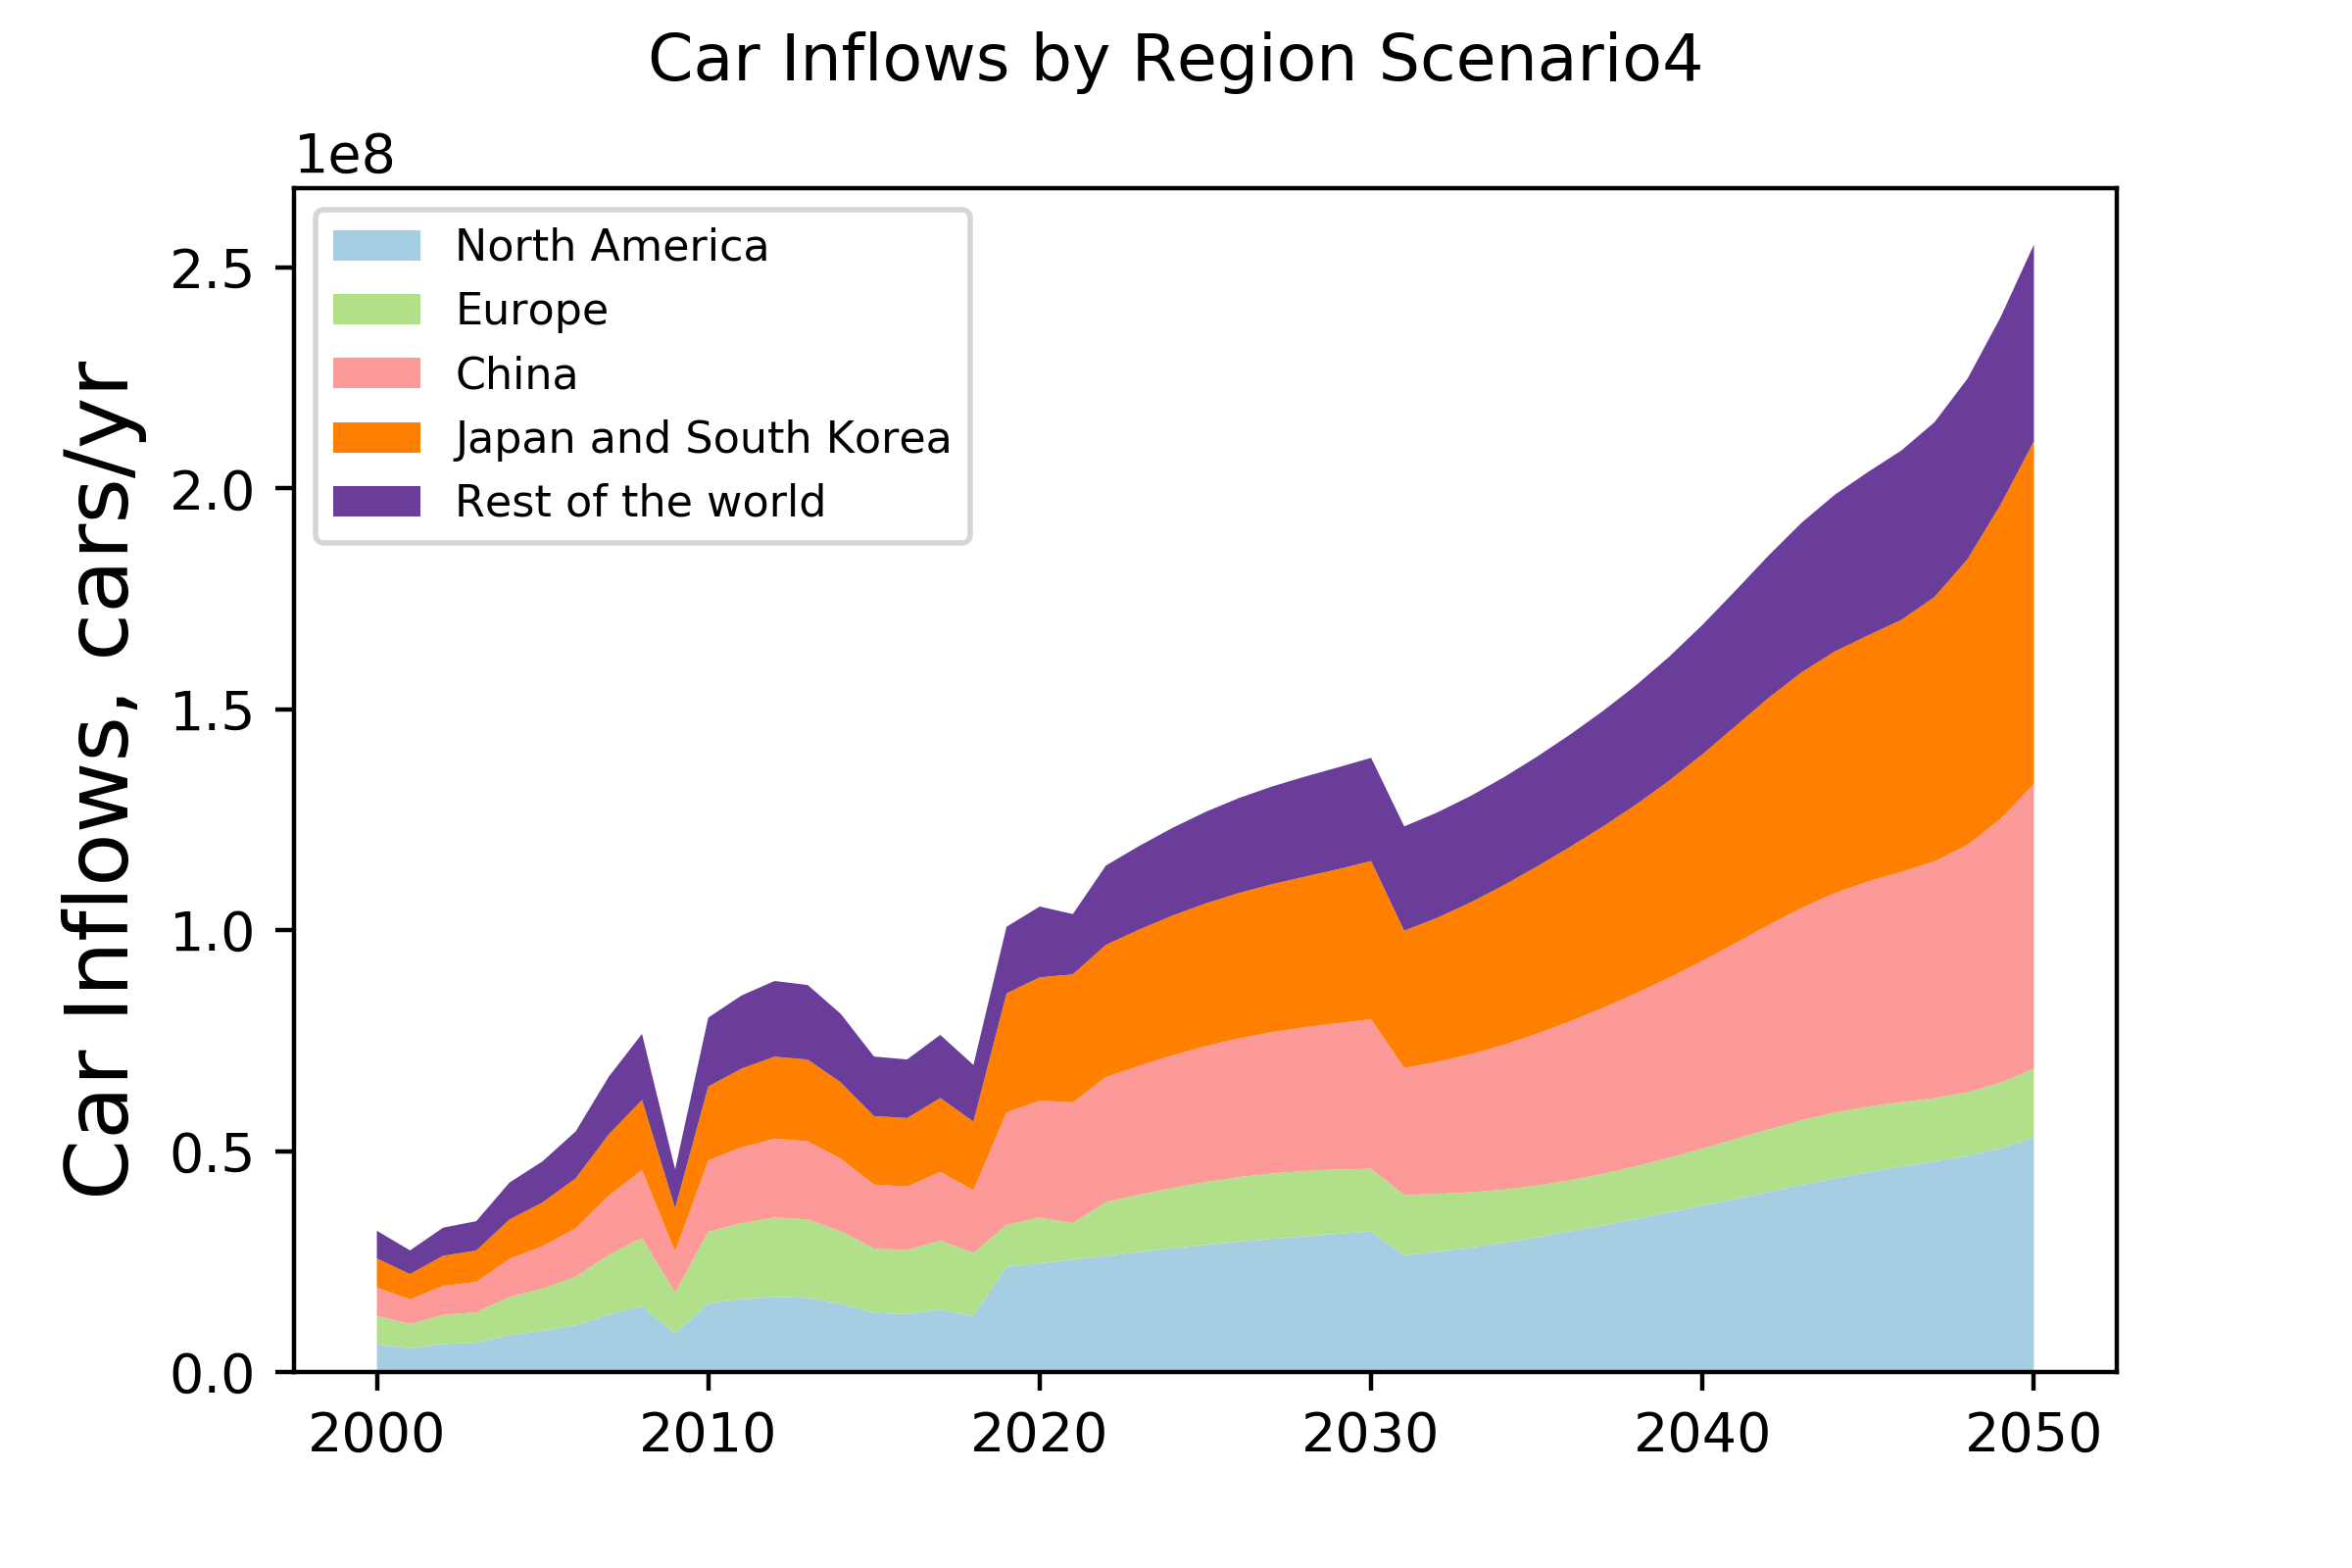 Car Inflows by Region Scenario4
1e8
North America
Europe
China
Japan and South Korea
Rest of the world
Car Inflows, cars/yr
2.5
2.0
1.5
1.0
0.5
0.0
2000 2010 2020 2030 2040 2050